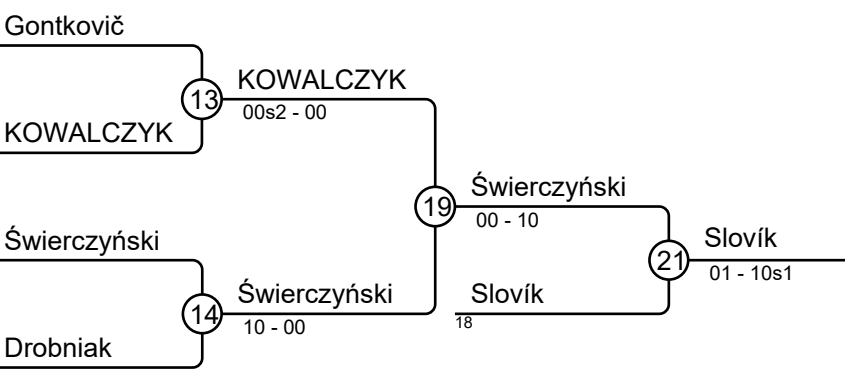 Gontkovič
13
KOWALCZYK
00s2 - 00
KOWALCZYK
19
Świerczyński
00 - 10
Świerczyński
14
Świerczyński
10 - 00
Drobniak
Slovík
18
21
Slovík
01 - 10s1